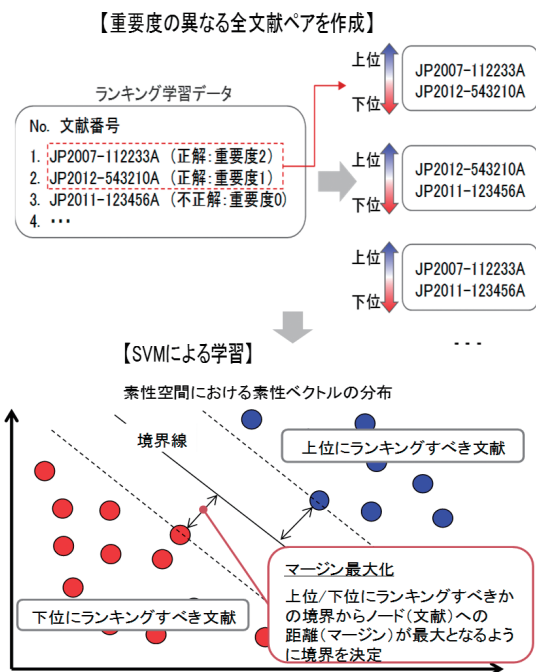 【重要度の異なる全文献ペアを作成】
ランキング学習データ
No. 文献番号
1. JP2007-112233A (正解:重要度2)
2. JP2012-543210A (正解:重要度1)
3. JP2011-123456A (不正解:重要度0)
4. ・・・
上位
下位
JP2007-112233A
JP2012-543210A
上位
下位
JP2012-543210A
JP2011-123456A
上位
下位
JP2007-112233A
JP2011-123456A
- - -
【SVMによる学習】
素性空間における素性ベクトルの分布
境界線
上位にランキングすべき文献
下位にランキングすべき文献
マージン最大化
上位/下位にランキングすべきか
の境界からノード(文献)への
距離(マージン)が最大となるよう
に境界を決定